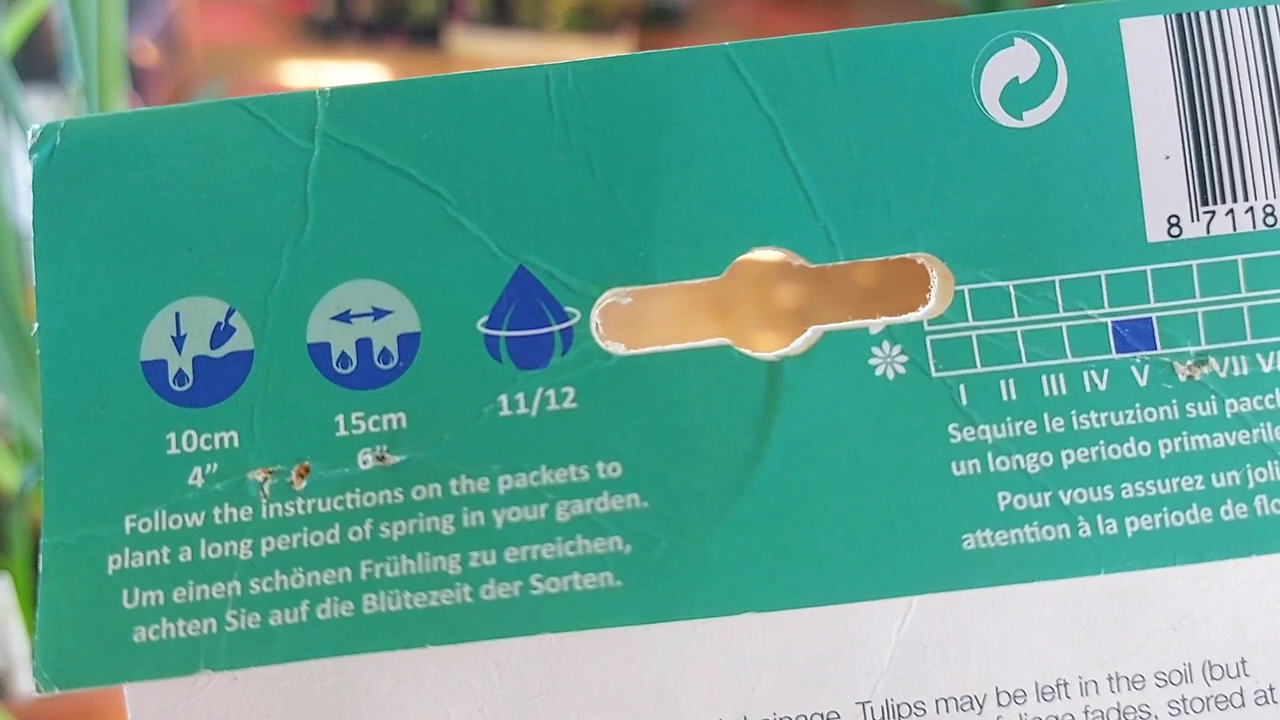 8 7118
10cm
4”
15cm
6”
11/12
I II III IV V VII
Follow the instructions on the packets to
plant a long period of spring in your garden.
Um einen schönen Frühling zu erreichen,
achten Sie auf die Blütezeit der Sorten.
Sequire le istruzioni sui
un longo periodo
Pour vous assurez un joli
attention à la periode de
Tulips may be left in the soil (but
fades, stored at